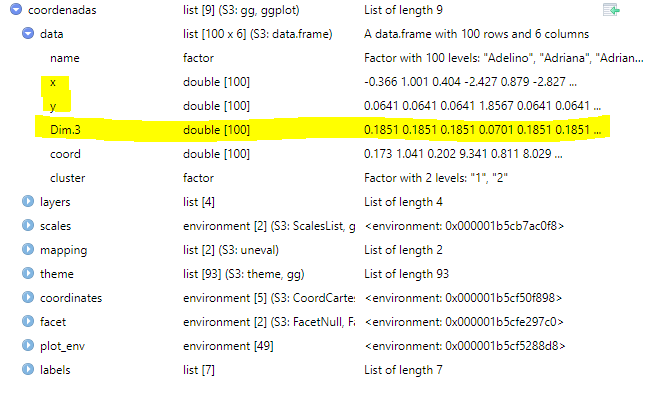 coordenadas list [9] (S3: gg, ggplot) List of length 9
data list [100 x 6] (S3: data.frame) A data.frame with 100 rows and 6 columns
name factor Factor with 100 levels: "Adelino", "Adriana", "Adrian...
x double [100] -0.366 1.001 0.404 -2.427 0.879 -2.827 ...
y double [100] 0.0641 0.0641 0.0641 1.8567 0.0641 0.0641 ...
Dim.3 double [100] 0.1851 0.1851 0.1851 0.0701 0.1851 0.1851 ...
coord double [100] 0.173 1.041 0.202 9.341 0.811 8.029 ...
cluster factor Factor with 2 levels: "1", "2"
layers list [4] List of length 4
scales environment [2] (S3: ScalesList, g <environment: 0x000001b5cb7ac0f8>
mapping list [2] (S3: uneval) List of length 2
theme list [93] (S3: theme, gg) List of length 93
coordinates environment [5] (S3: CoordCarte: <environment: 0x000001b5cf50f898>
facet environment [2] (S3: FacetNull, F <environment: 0x000001b5cfe297c0>
plot_env environment [49] <environment: 0x000001b5cf5288d8>
labels list [7] List of length 7